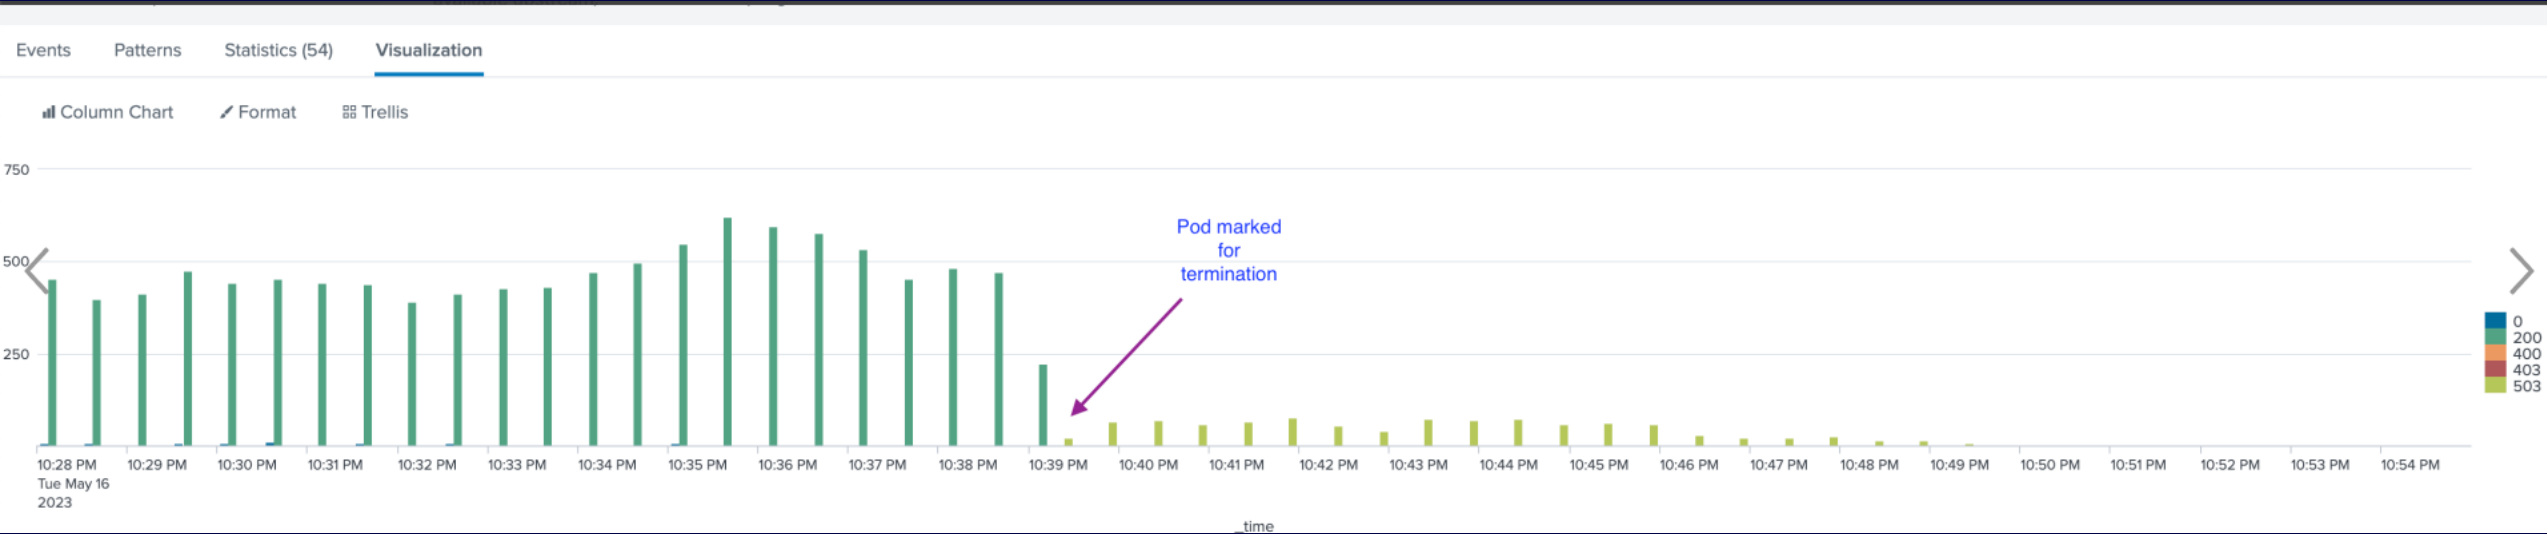 Events Patterns Statistics (54) Visualization
Column Chart Format Trellis
750
500
250
Pod marked
for
termination
0
200
400
403
503
10:28 PM 10:29 PM 10:30 PM 10:31 PM 10:32 PM 10:33 PM 10:34 PM 10:35 PM 10:36 PM 10:37 PM 10:38 PM 10:39 PM 10:40 PM 10:41 PM 10:42 PM 10:43 PM 10:44 PM 10:45 PM 10:46 PM 10:47 PM 10:48 PM 10:49 PM 10:50 PM 10:51 PM 10:52 PM 10:53 PM 10:54 PM
Tue May 16
2023
_time